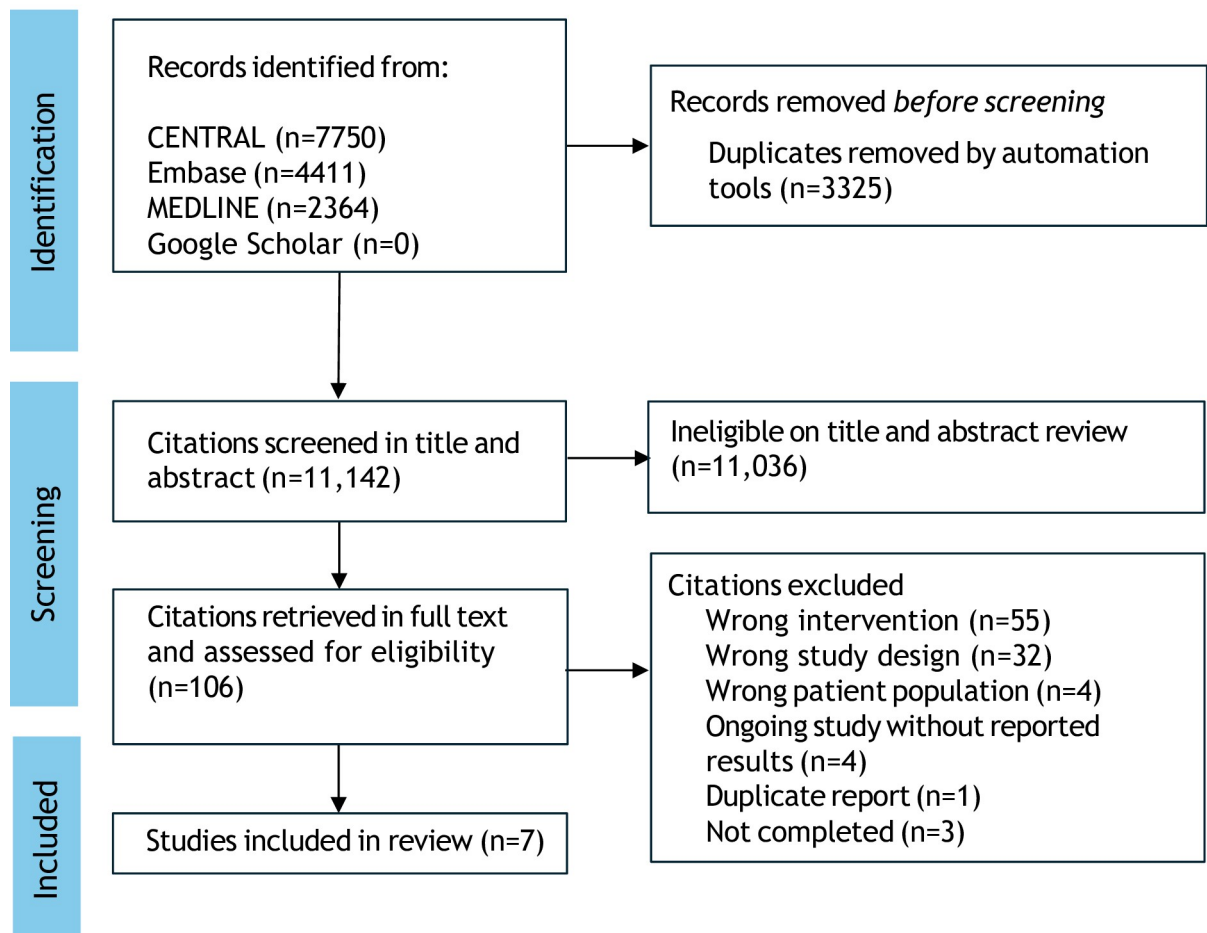 Identification
Records identified from:
CENTRAL (n=7750)
Embase (n=4411)
MEDLINE (n=2364)
Google Scholar (n=0)
Records removed before screening
Duplicates removed by automation
tools (n=3325)
Screening
Citations screened in title and
abstract (n=11,142)
Ineligible on title and abstract review
(n=11,036)
Citations retrieved in full text
and assessed for eligibility
(n=106)
Citations excluded
Wrong intervention (n=55)
Wrong study design (n=32)
Wrong patient population (n=4)
Ongoing study without reported
results (n=4)
Duplicate report (n=1)
Not completed (n=3)
Included
Studies included in review (n=7)